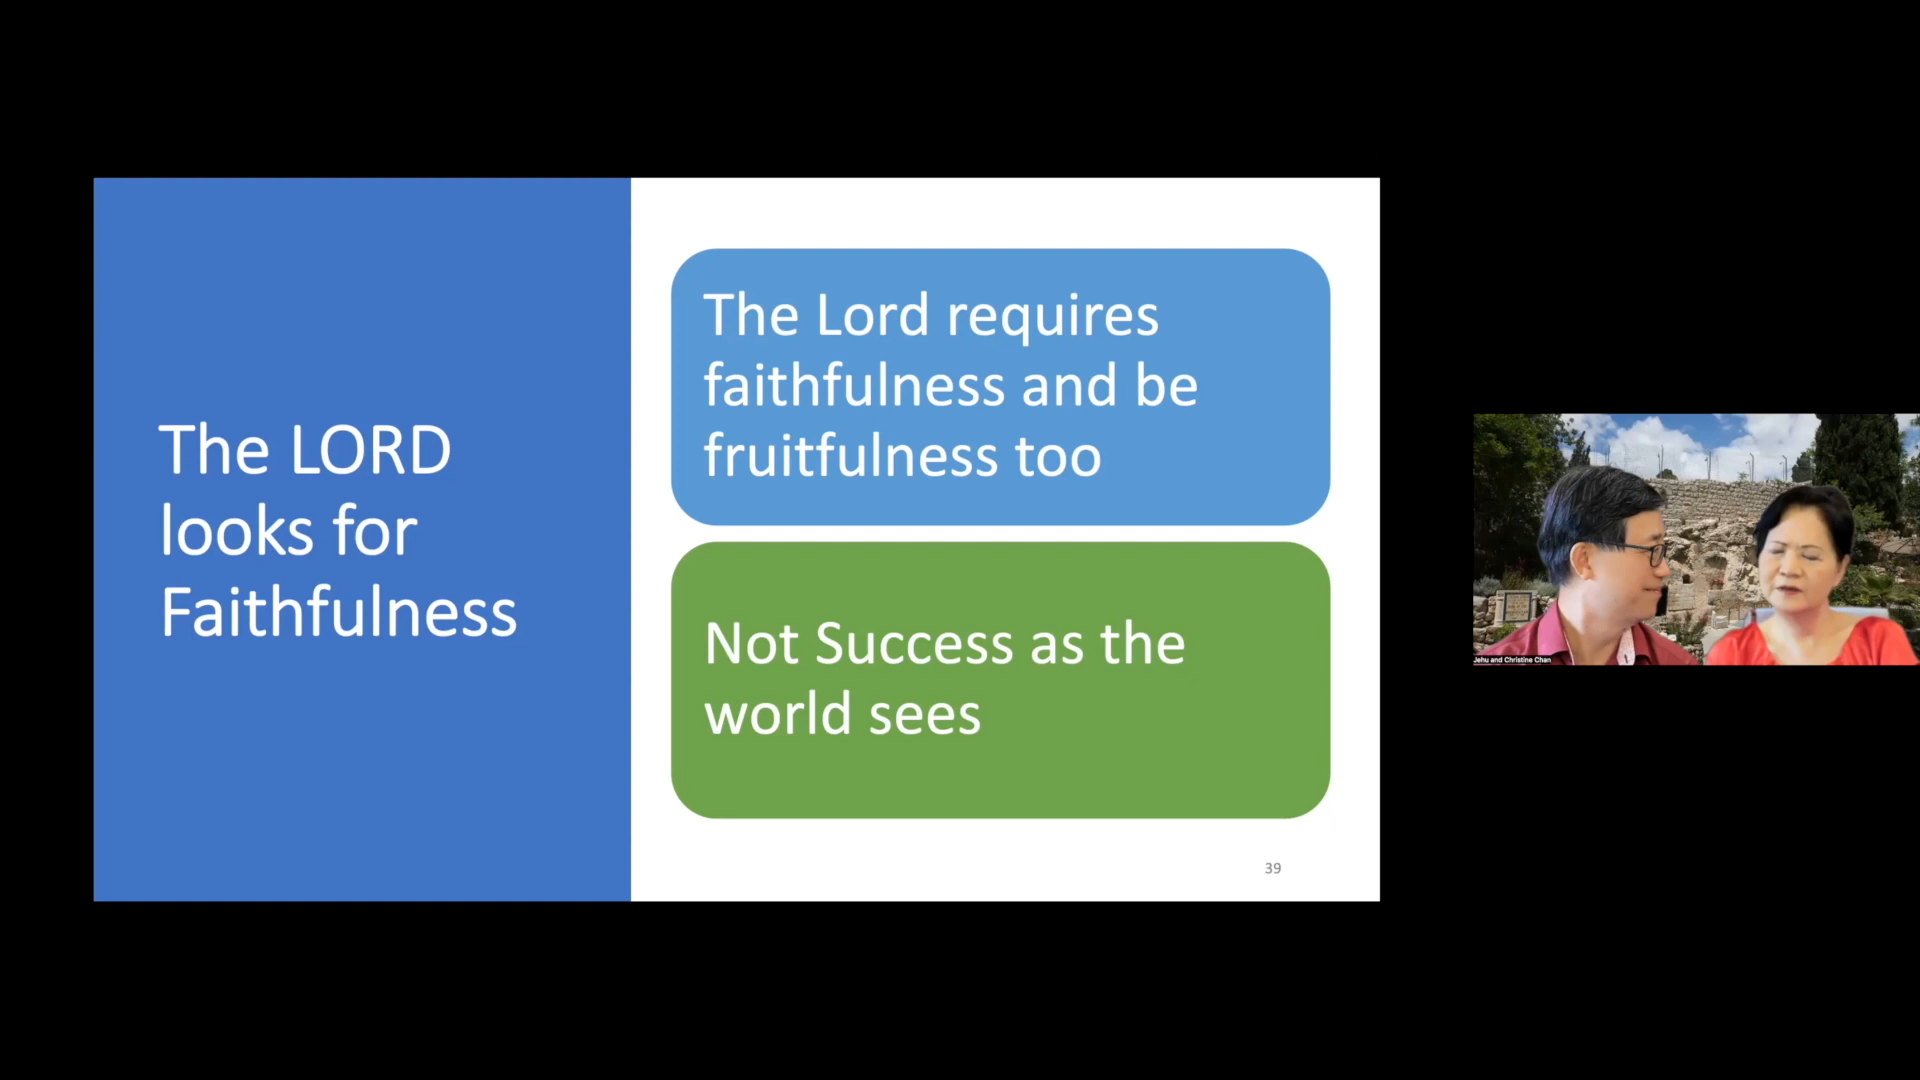 The LORD
looks for
Faithfulness
The Lord requires
faithfulness and be
fruitfulness too
Not Success as the
world sees
39
Jehu and Christine Chan